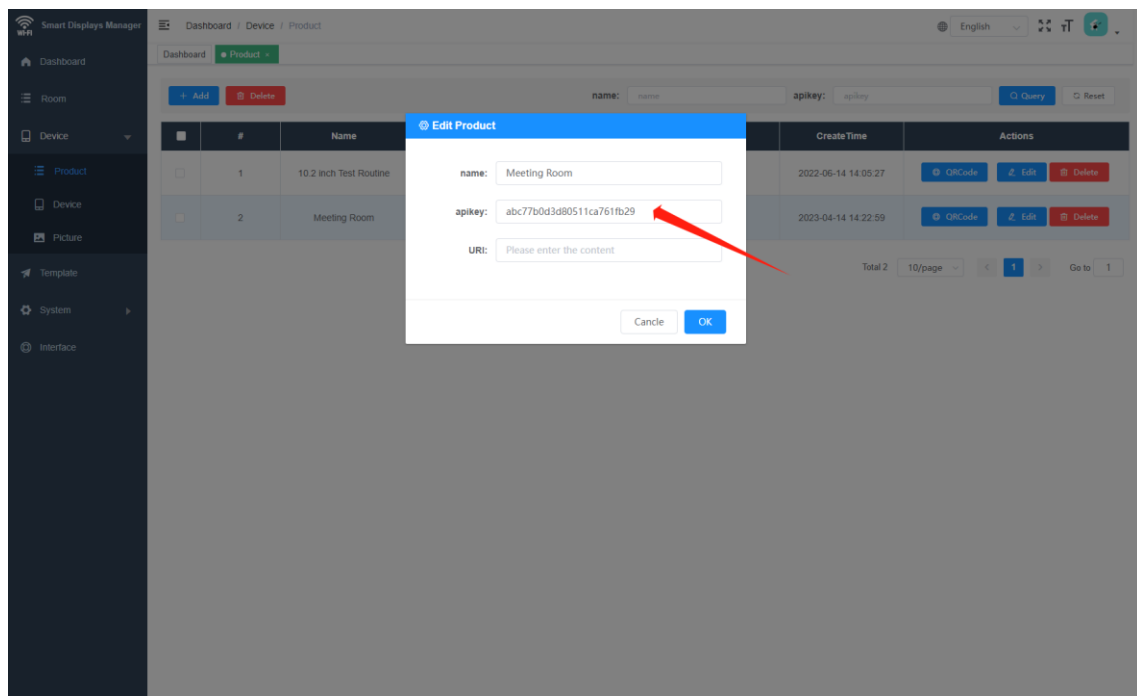 WI-FI
Smart Displays Manager
Dashboard / Device / Product
English
Dashboard
Product
Dashboard
Room
Device
Product
Device
Picture
Template
System
Interface
+ Add
Delete
name: name
apikey: apikey
Query
Reset
# Name CreateTime Actions
1 10.2 inch Test Routine 2022-06-14 14:05:27 QRCode Edit Delete
2 Meeting Room 2023-04-14 14:22:59 QRCode Edit Delete
Total 2 10/page < 1 > Go to 1
Edit Product
name: Meeting Room
apikey: abc77b0d3d80511ca761fb29
URI: Please enter the content
Cancle
OK